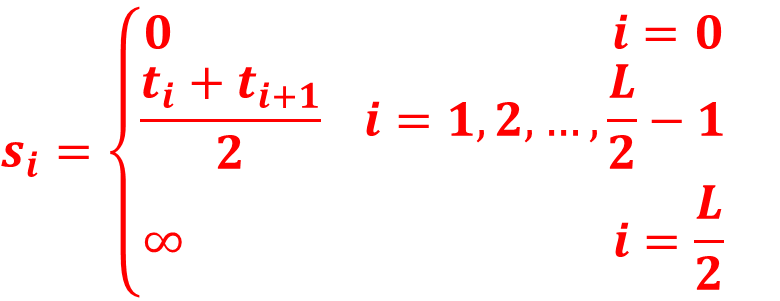 s_i = { 0    i = 0
(t_i + t_{i+1}) / 2    i = 1, 2, …, L/2 − 1
∞    i = L/2